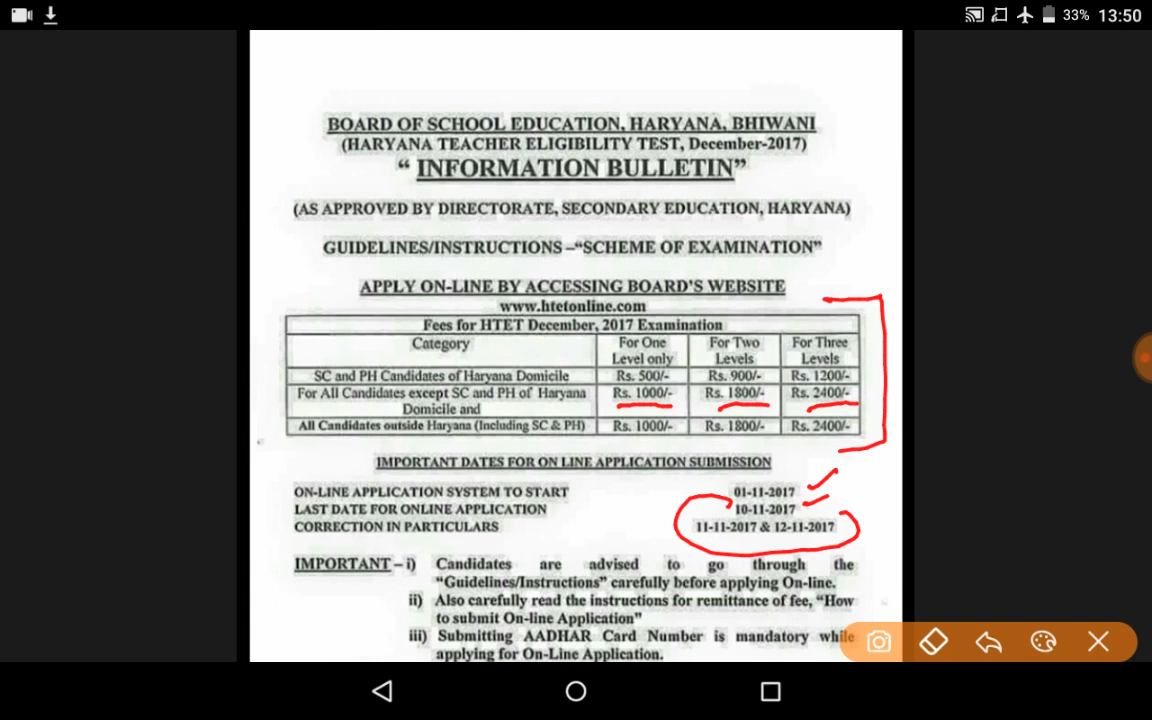 33% 13:50
BOARD OF SCHOOL EDUCATION, HARYANA, BHIWANI
(HARYANA TEACHER ELIGIBILITY TEST, December-2017)
“ INFORMATION BULLETIN”
(AS APPROVED BY DIRECTORATE, SECONDARY EDUCATION, HARYANA)
GUIDELINES/INSTRUCTIONS –“SCHEME OF EXAMINATION”
APPLY ON-LINE BY ACCESSING BOARD'S WEBSITE
www.htetonline.com
Fees for HTET December, 2017 Examination
Category For One Level only For Two Levels For Three Levels
SC and PH Candidates of Haryana Domicile Rs. 500/- Rs. 900/- Rs. 1200/-
For All Candidates except SC and PH of Haryana Domicile and Rs. 1000/- Rs. 1800/- Rs. 2400/-
All Candidates outside Haryana (Including SC & PH) Rs. 1000/- Rs. 1800/- Rs. 2400/-
IMPORTANT DATES FOR ON LINE APPLICATION SUBMISSION
ON-LINE APPLICATION SYSTEM TO START 01-11-2017
LAST DATE FOR ONLINE APPLICATION 10-11-2017
CORRECTION IN PARTICULARS 11-11-2017 & 12-11-2017
IMPORTANT – i) Candidates are advised to go through the
“Guidelines/Instructions” carefully before applying On-line.
ii) Also carefully read the instructions for remittance of fee, “How
to submit On-line Application”
iii) Submitting AADHAR Card Number is mandatory while
applying for On-Line Application.